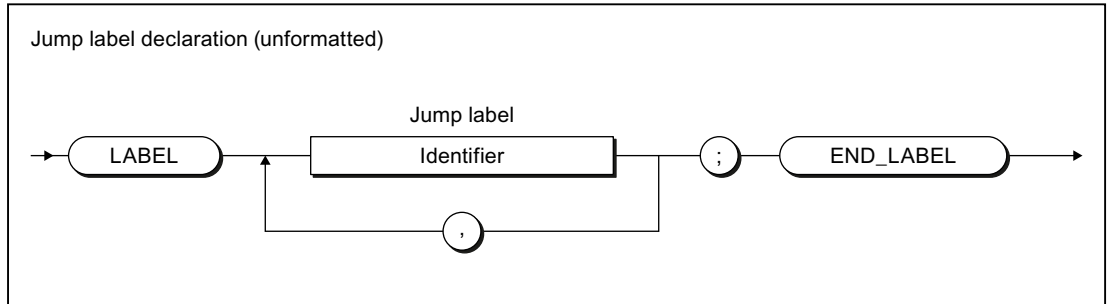 Jump label declaration (unformatted)
Jump label
LABEL Identifier ; END_LABEL
,